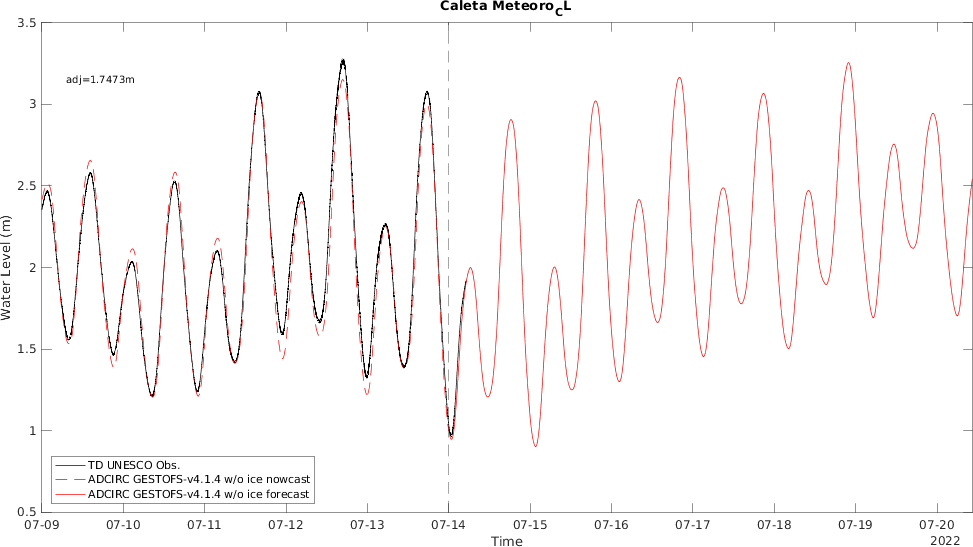 Caleta Meteoro_CL
3.5
adj=1.7473m
3
2.5
2
1.5
1
0.5
Water Level (m)
TD UNESCO Obs.
ADCIRC GESTOFS-v4.1.4 w/o ice nowcast
ADCIRC GESTOFS-v4.1.4 w/o ice forecast
07-09 07-10 07-11 07-12 07-13 07-14 07-15 07-16 07-17 07-18 07-19 07-20
Time
2022